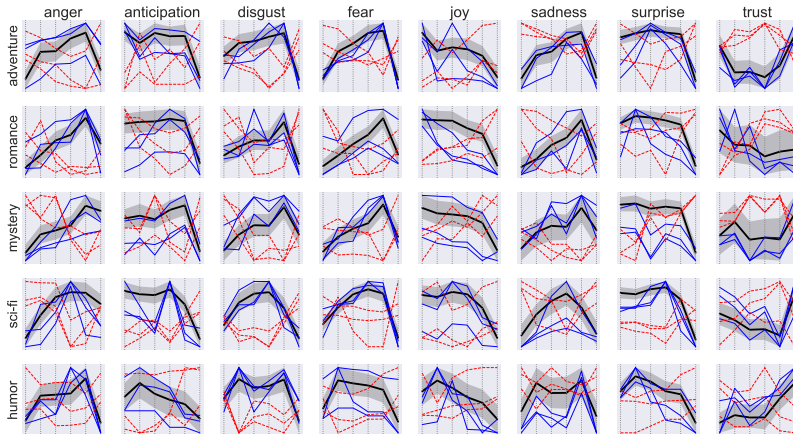 anger anticipation disgust fear joy sadness surprise trust
adventure
romance
mystery
sci-fi
humor